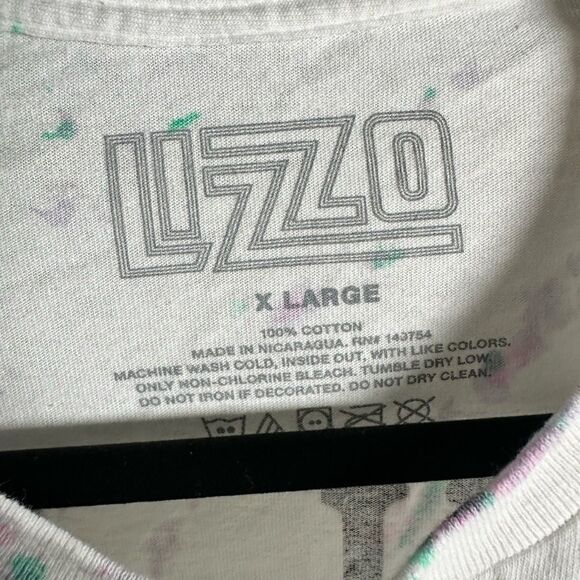 LIZZO
X LARGE
100% COTTON
MADE IN NICARAGUA. RN# 143754
MACHINE WASH COLD, INSIDE OUT, WITH LIKE COLORS.
ONLY NON-CHLORINE BLEACH. TUMBLE DRY LOW.
DO NOT IRON IF DECORATED. DO NOT DRY CLEAN.